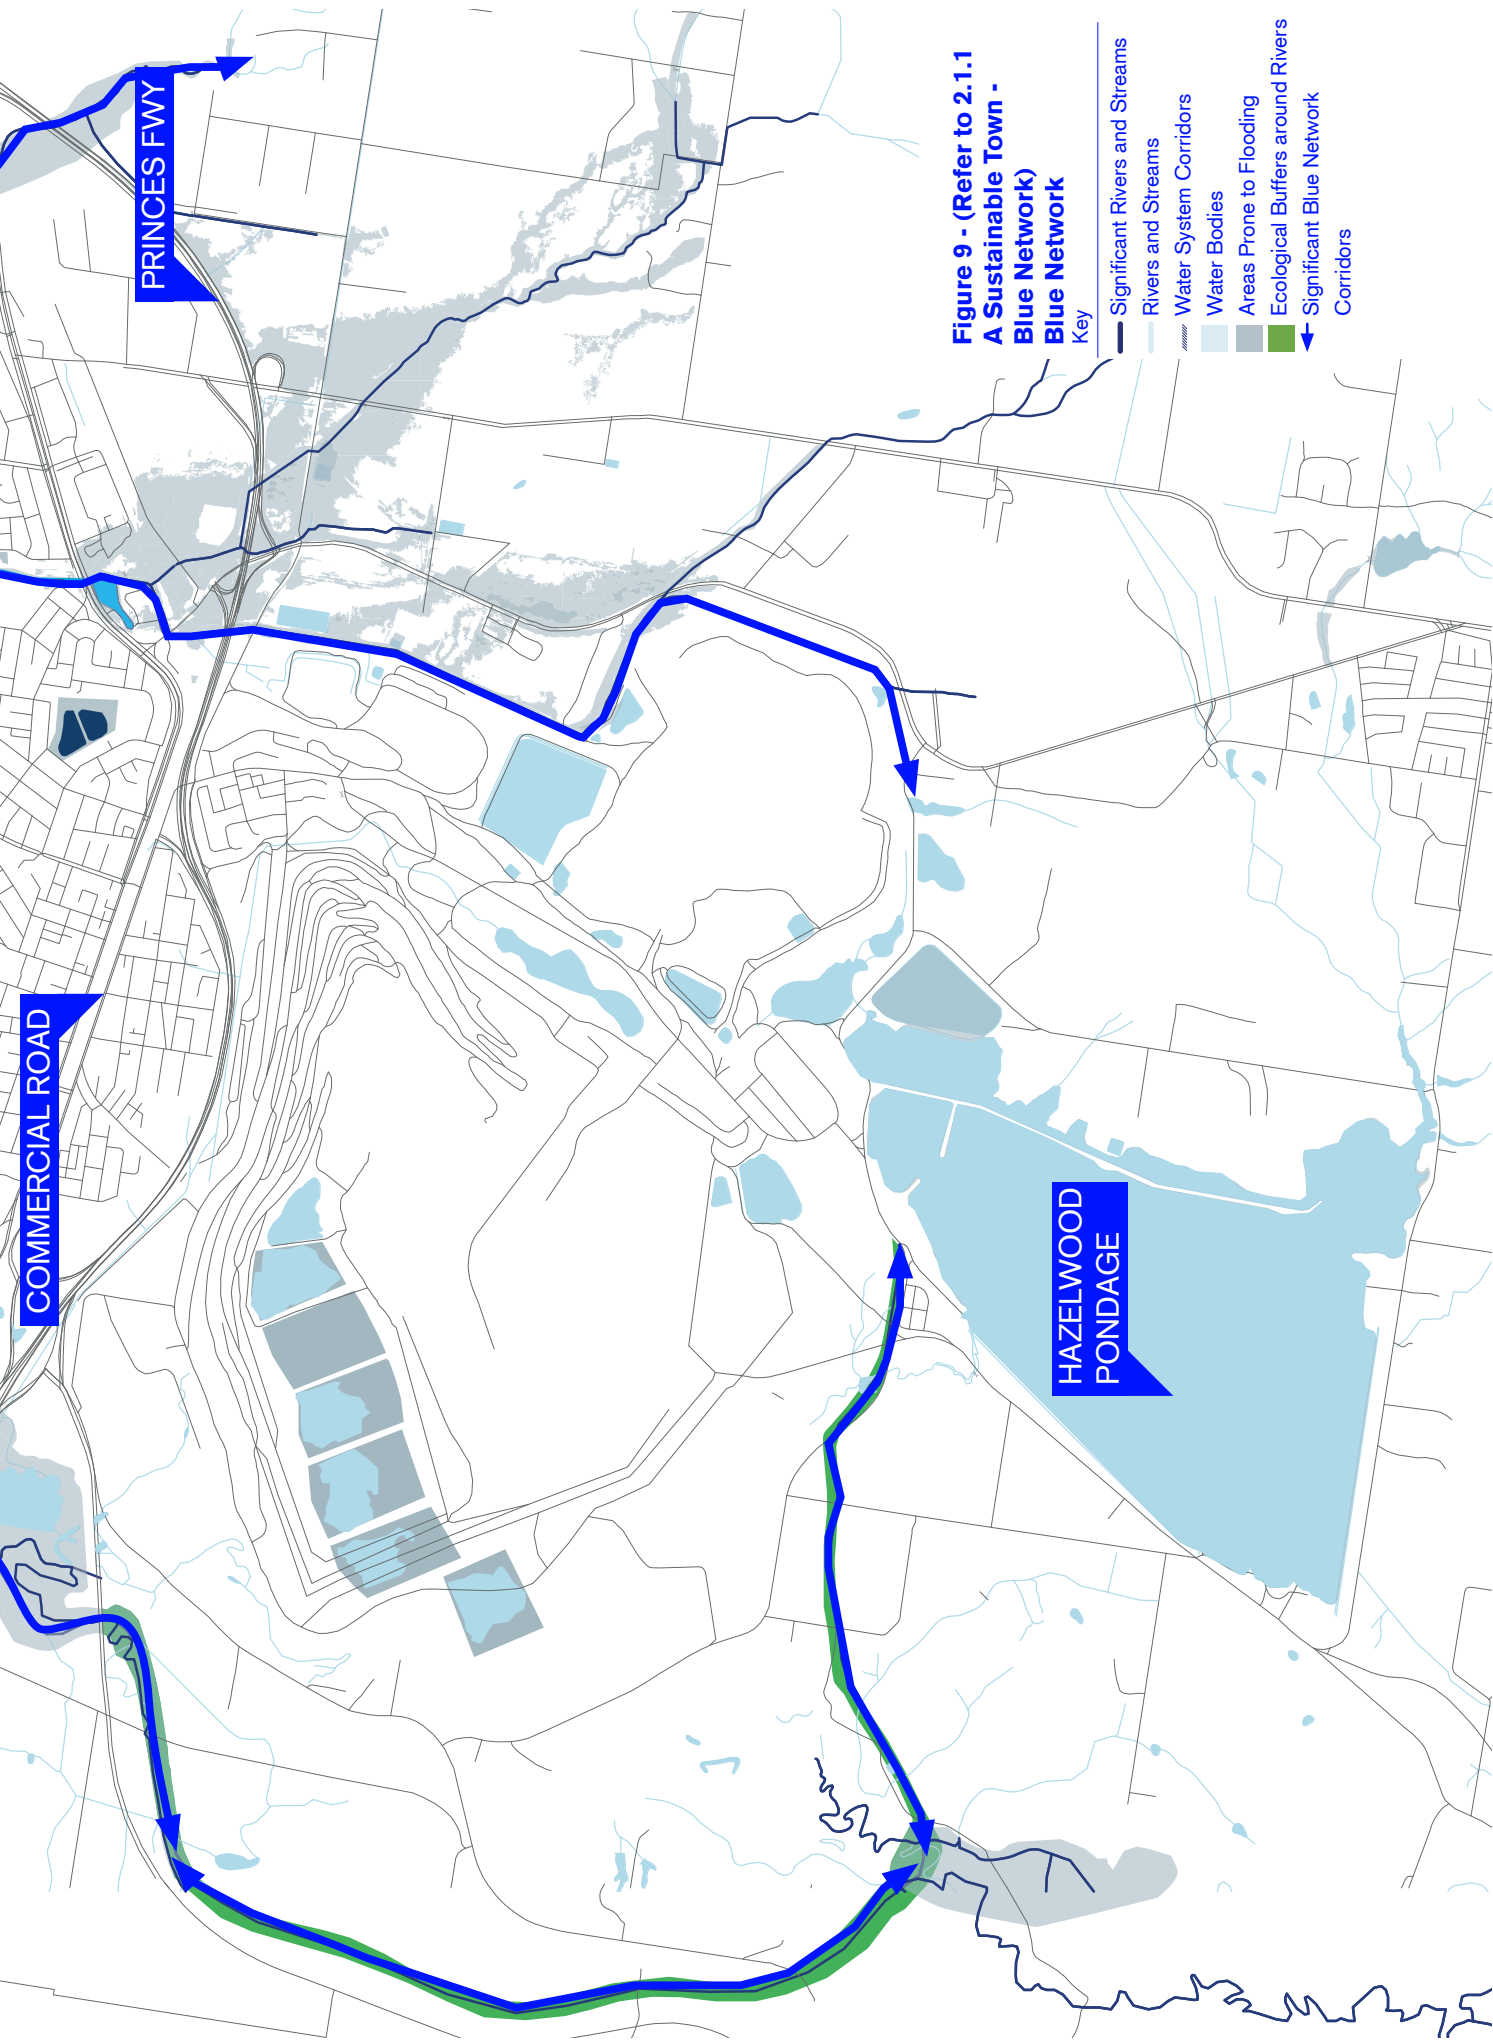 COMMERCIAL ROAD
PRINCES FWY
HAZELWOOD
PONDAGE
Figure 9 - (Refer to 2.1.1
A Sustainable Town -
Blue Network)
Blue Network
Key
Significant Rivers and Streams
Rivers and Streams
Water System Corridors
Water Bodies
Areas Prone to Flooding
Ecological Buffers around Rivers
Significant Blue Network
Corridors